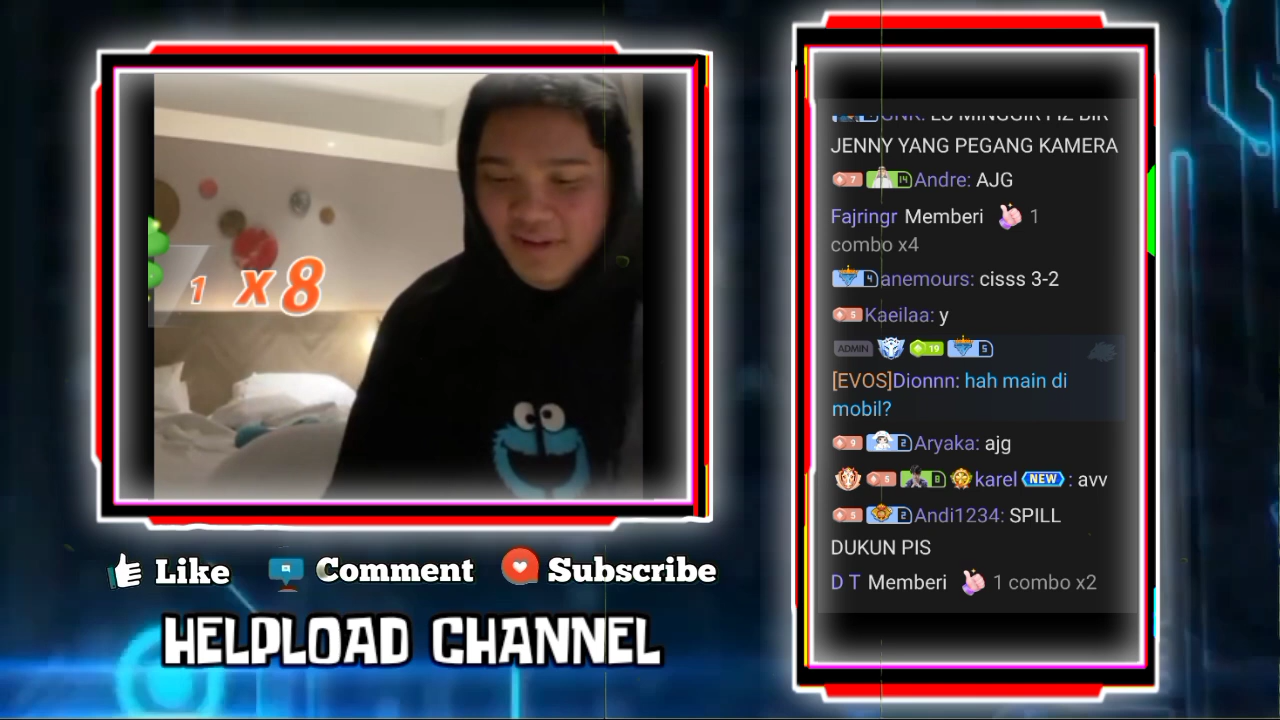 1 x8
Like
Comment
Subscribe
HELPLOAD CHANNEL
JENNY YANG PEGANG KAMERA
7 14 Andre: AJG
Fajringr Memberi 1
combo x4
4 anemours: cisss 3-2
5 Kaeilaa: y
ADMIN 19 5
[EVOS]Dionnn: hah main di
mobil?
9 2 Aryaka: ajg
5 8 karel NEW : avv
5 2 Andi1234: SPILL
DUKUN PIS
D T Memberi 1 combo x2